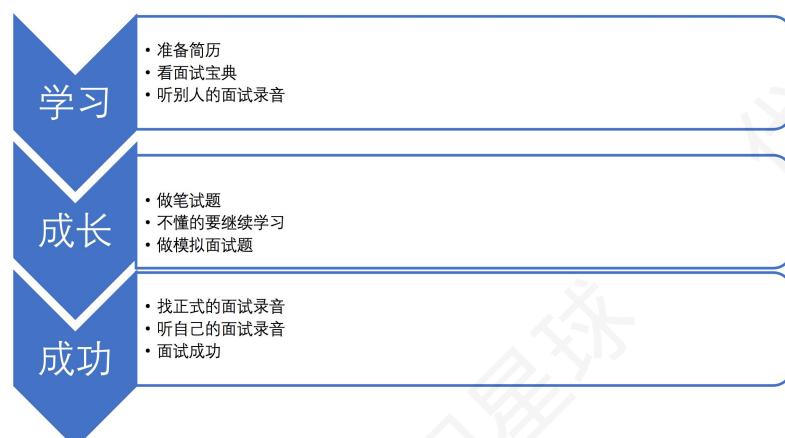 学习
• 准备简历
• 看面试宝典
• 听别人的面试录音
成长
• 做笔试题
• 不懂的要继续学习
• 做模拟面试题
成功
• 找正式的面试录音
• 听自己的面试录音
• 面试成功
星球